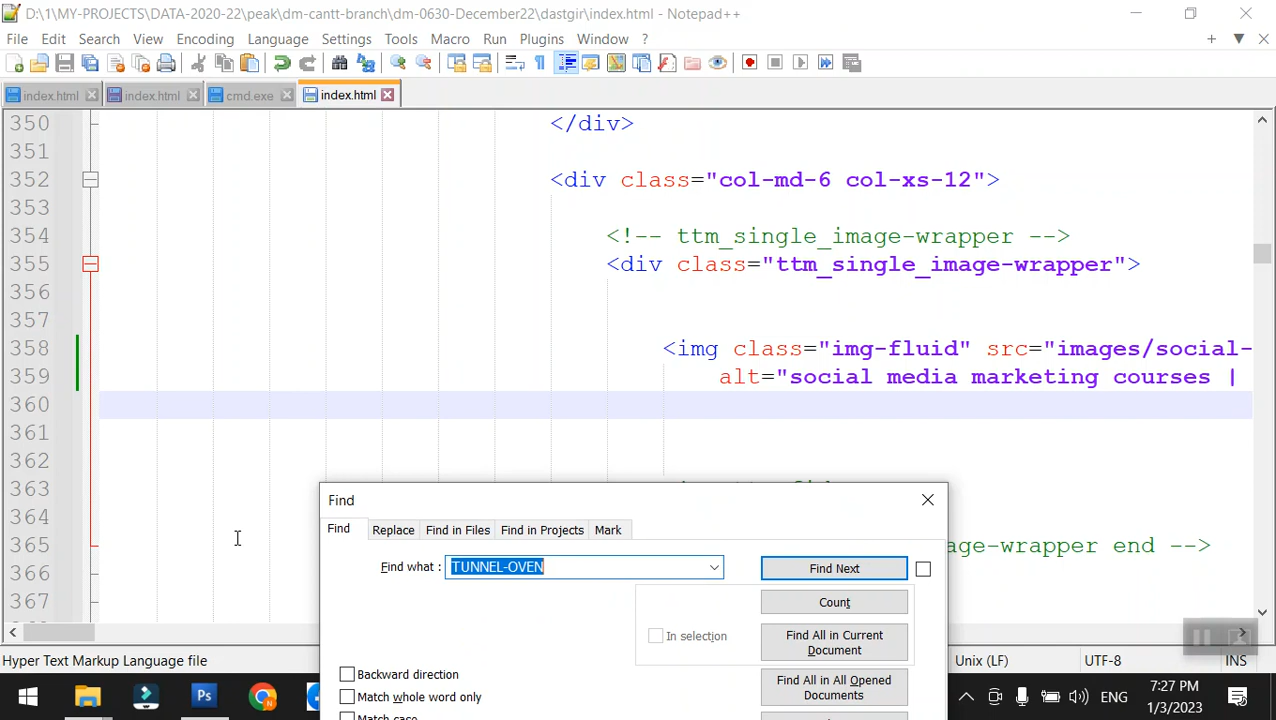 D:\1\MY-PROJECTS\DATA-2020-22\peak\dm-cantt-branch\dm-0630-December22\dastgir\index.html - Notepad++
File Edit Search View Encoding Language Settings Tools Macro Run Plugins Window ?
index.html index.html cmd.exe index.html
350 </div>
351
352 <div class="col-md-6 col-xs-12">
353
354 <!-- ttm_single_image-wrapper -->
355 <div class="ttm_single_image-wrapper">
356
357
358 <img class="img-fluid" src="images/social-
359 alt="social media marketing courses |
360
361
362
363
364
365 age-wrapper end -->
366
367
Find
Find Replace Find in Files Find in Projects Mark
Find what : TUNNEL-OVEN Find Next
Count
In selection
Find All in Current Document
Backward direction
Find All in All Opened Documents
Match whole word only
Match case
Hyper Text Markup Language file Unix (LF) UTF-8 INS
Ps N ENG 7:27 PM
1/3/2023